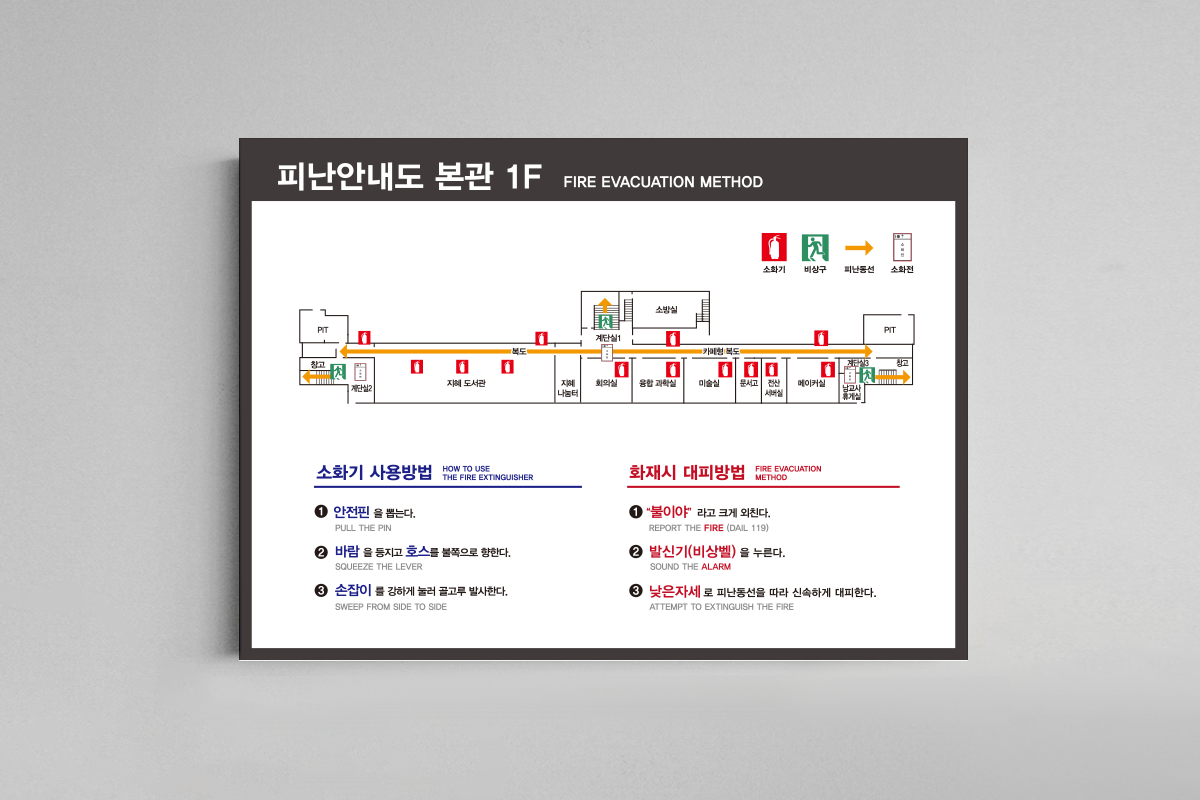 피난안내도 본관 1F FIRE EVACUATION METHOD
소화기 비상구 피난동선 소화전
소방실
PIT
계단실1
PIT
복도
카페형 복도
창고
계단실2
지혜 도서관
지혜
나눔터
회의실
융합 과학실
미술실
문서고
전산
서버실
메이커실
계단실3
남교사
휴게실
창고
소화기 사용방법 HOW TO USE
THE FIRE EXTINGUISHER
1 안전핀 을 뽑는다.
PULL THE PIN
2 바람 을 등지고 호스를 불쪽으로 향한다.
SQUEEZE THE LEVER
3 손잡이 를 강하게 눌러 골고루 발사한다.
SWEEP FROM SIDE TO SIDE
화재시 대피방법 FIRE EVACUATION
METHOD
1 “불이야” 라고 크게 외친다.
REPORT THE FIRE (DAIL 119)
2 발신기(비상벨) 을 누른다.
SOUND THE ALARM
3 낮은자세 로 피난동선을 따라 신속하게 대피한다.
ATTEMPT TO EXTINGUISH THE FIRE